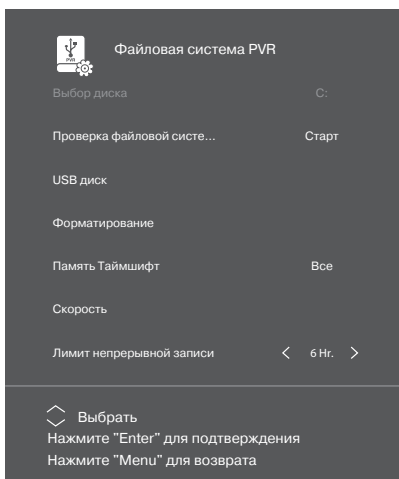 PVR
Файловая система PVR
Выбор диска C:
Проверка файловой систе... Старт
USB диск
Форматирование
Память Таймшифт Все
Скорость
Лимит непрерывной записи < 6 Hr. >
Выбрать
Нажмите "Enter" для подтверждения
Нажмите "Menu" для возврата